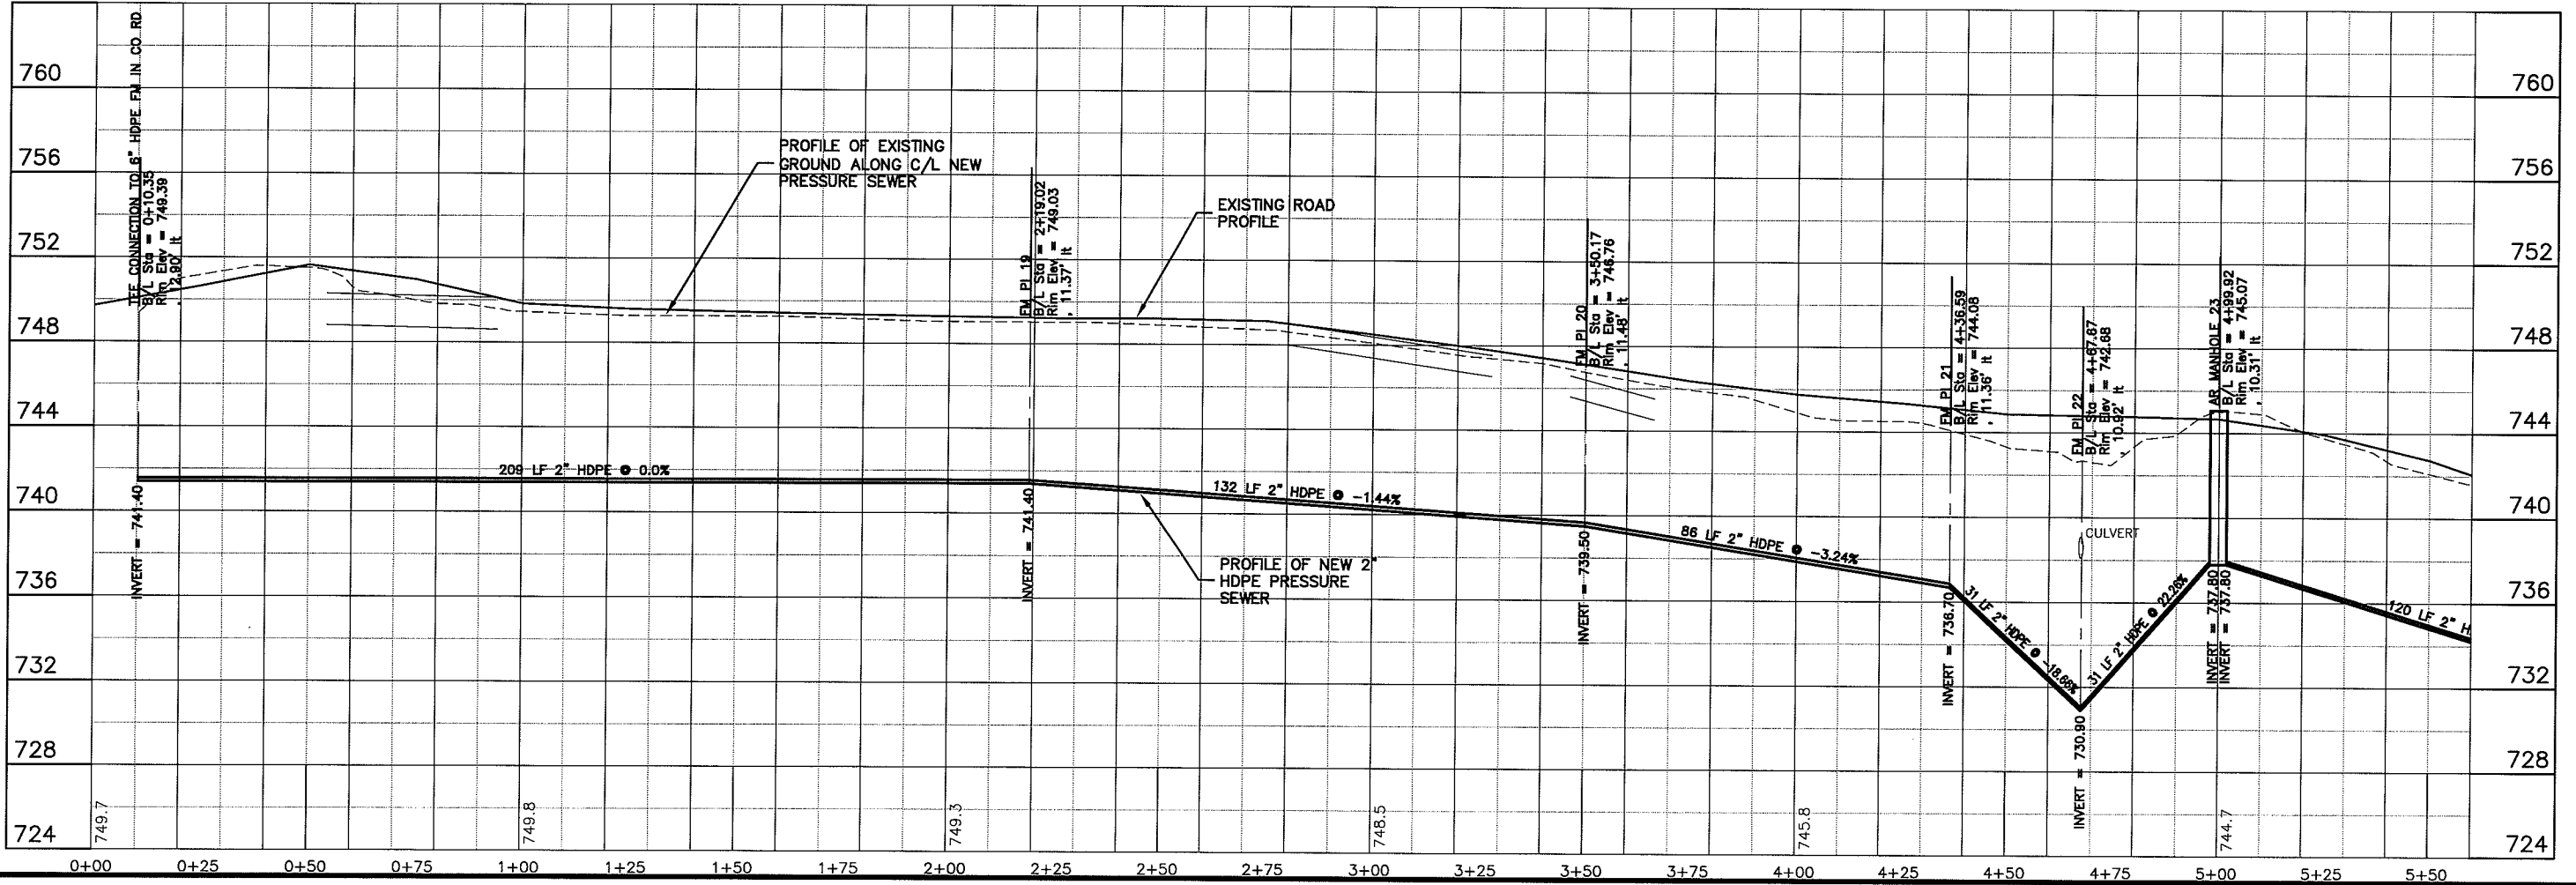 760
756
752
748
744
740
736
732
728
724
TEE CONNECTION TO 6" HDPE FM IN CO RD
B/L Sta = 0+10.35
Rim Elev = 749.39
, 12.90' lt
INVERT = 741.40
209 LF 2" HDPE @ 0.0%
PROFILE OF EXISTING
GROUND ALONG C/L NEW
PRESSURE SEWER
FM PI 19
B/L Sta = 2+19.02
Rim Elev = 749.03
, 11.37' lt
INVERT = 741.40
EXISTING ROAD
PROFILE
132 LF 2" HDPE @ -1.44%
PROFILE OF NEW 2"
HDPE PRESSURE
SEWER
FM PI 20
B/L Sta = 3+50.17
Rim Elev = 746.76
, 11.48' lt
INVERT = 739.50
86 LF 2" HDPE @ -3.24%
FM PI 21
B/L Sta = 4+36.59
Rim Elev = 744.08
, 11.36' lt
INVERT = 736.70
31 LF 2" HDPE @ -18.66%
FM PI 22
B/L Sta = 4+67.67
Rim Elev = 742.68
, 10.92' lt
CULVERT
INVERT = 730.90
31 LF 2" HDPE @ 22.26%
AR MANHOLE 23
B/L Sta = 4+99.92
Rim Elev = 745.07
, 10.31' lt
INVERT = 737.80
INVERT = 737.80
120 LF 2" H
760
756
752
748
744
740
736
732
728
724
749.7
749.8
749.3
748.5
745.8
744.7
0+00 0+25 0+50 0+75 1+00 1+25 1+50 1+75 2+00 2+25 2+50 2+75 3+00 3+25 3+50 3+75 4+00 4+25 4+50 4+75 5+00 5+25 5+50